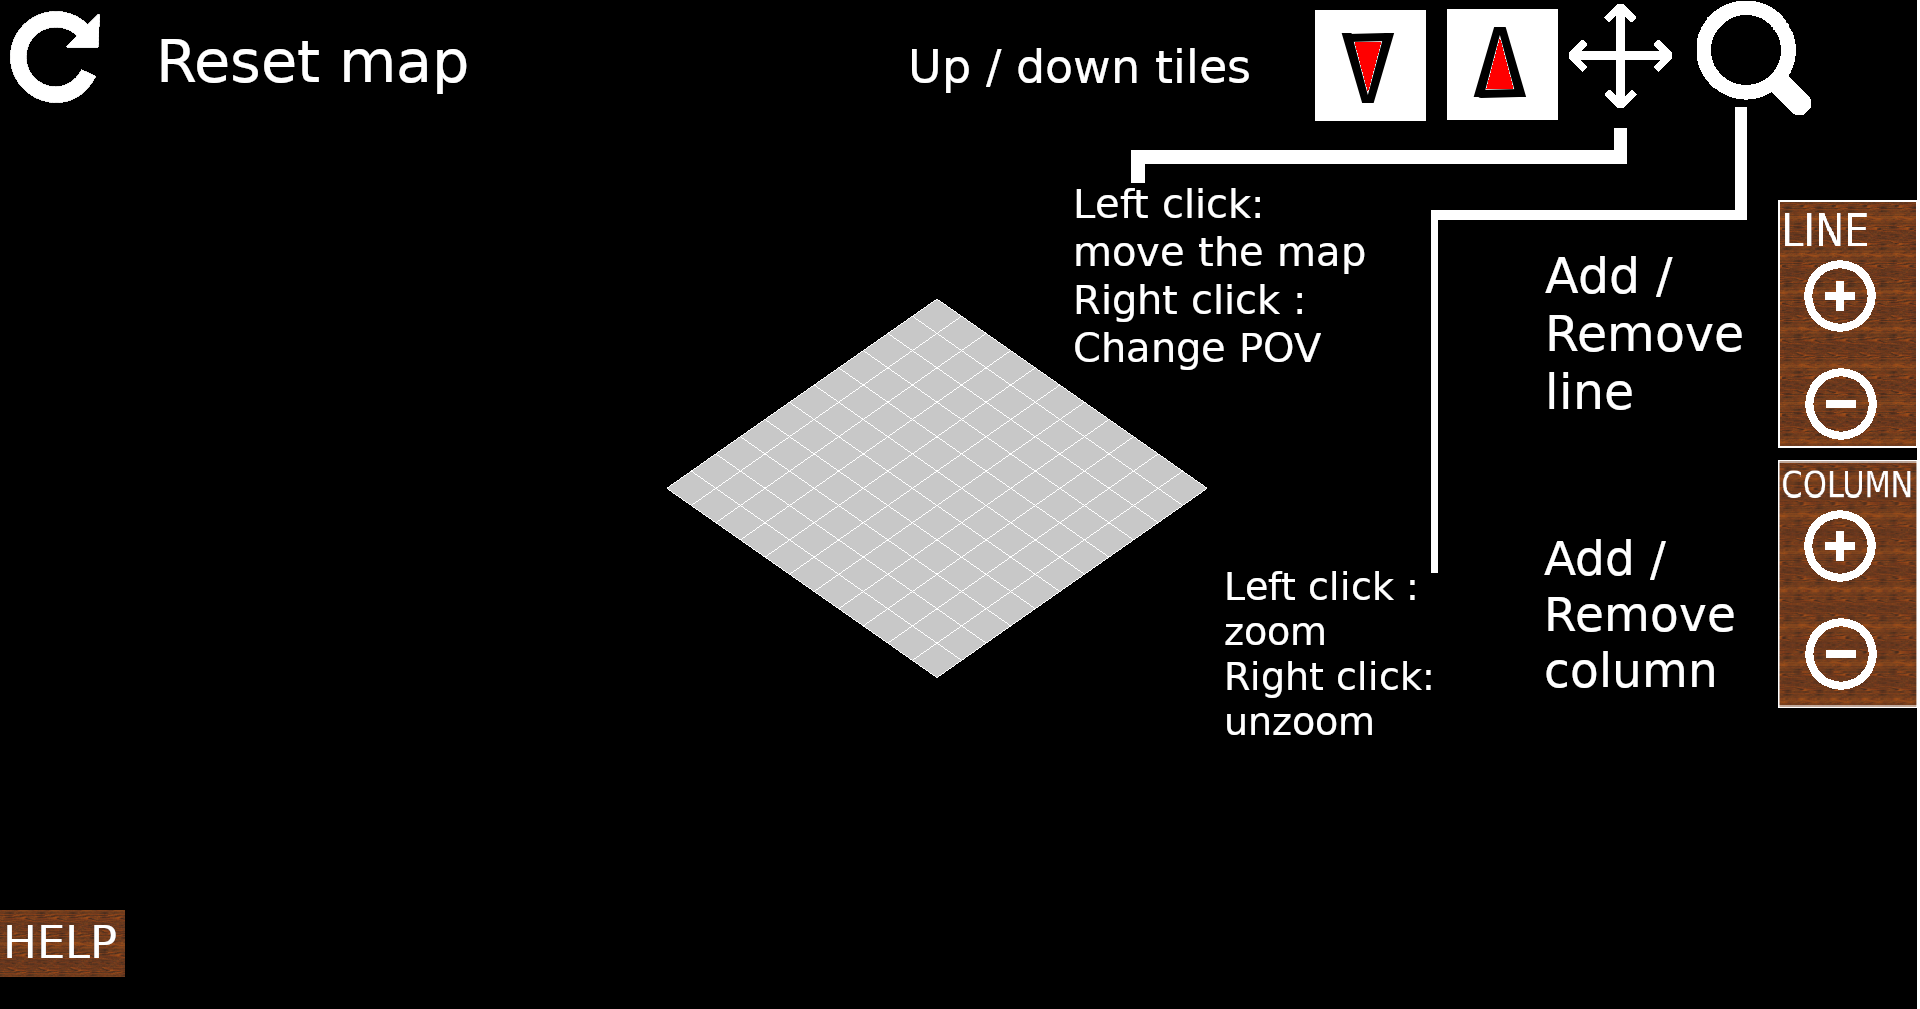 Reset map
Up / down tiles
Left click:
move the map
Right click :
Change POV
LINE
Add /
Remove
line
COLUMN
Add /
Remove
column
Left click :
zoom
Right click:
unzoom
HELP